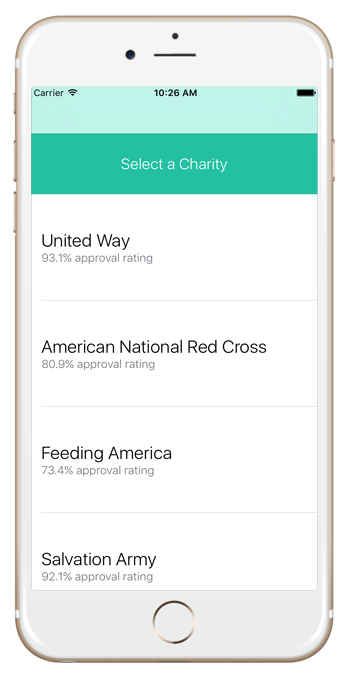 Carrier 10:26 AM
Select a Charity
United Way
93.1% approval rating
American National Red Cross
80.9% approval rating
Feeding America
73.4% approval rating
Salvation Army
92.1% approval rating